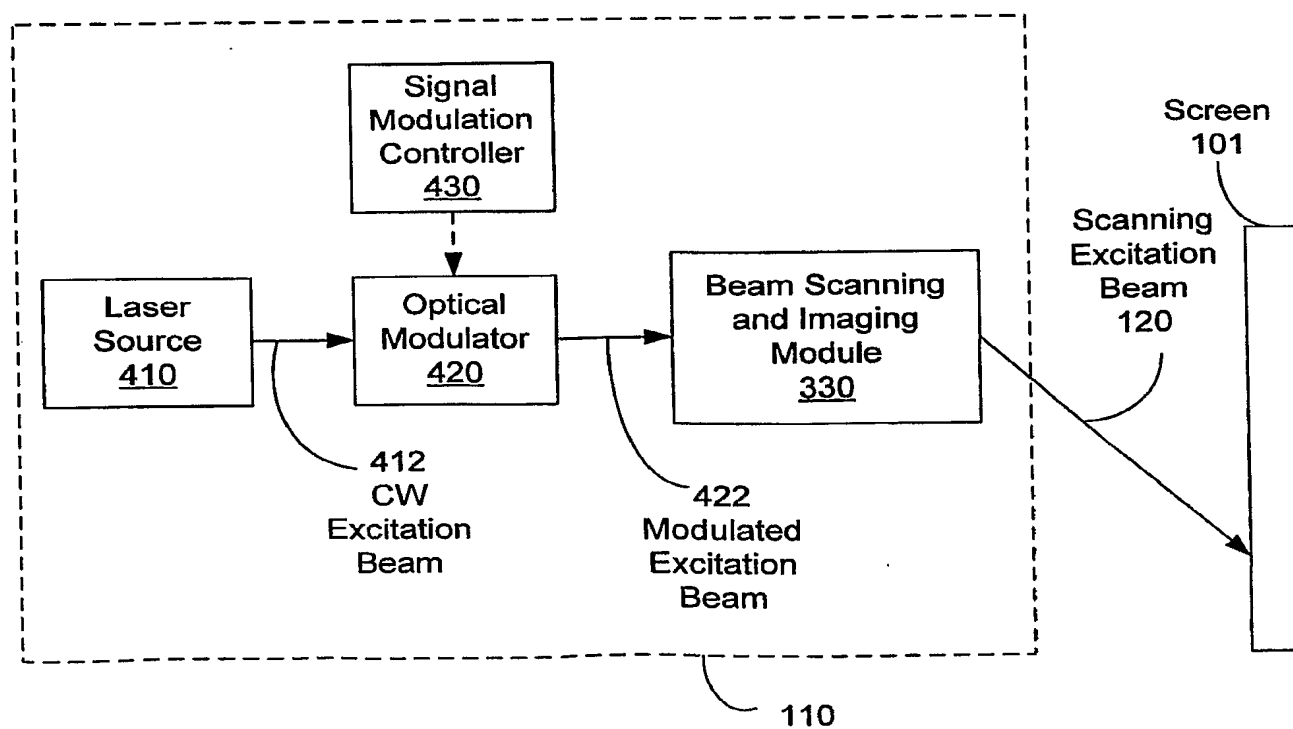 Signal
Modulation
Controller
430
Screen
101
Scanning
Excitation
Beam
120
Laser
Source
410
Optical
Modulator
420
Beam Scanning
and Imaging
Module
330
412
CW
Excitation
Beam
422
Modulated
Excitation
Beam
110